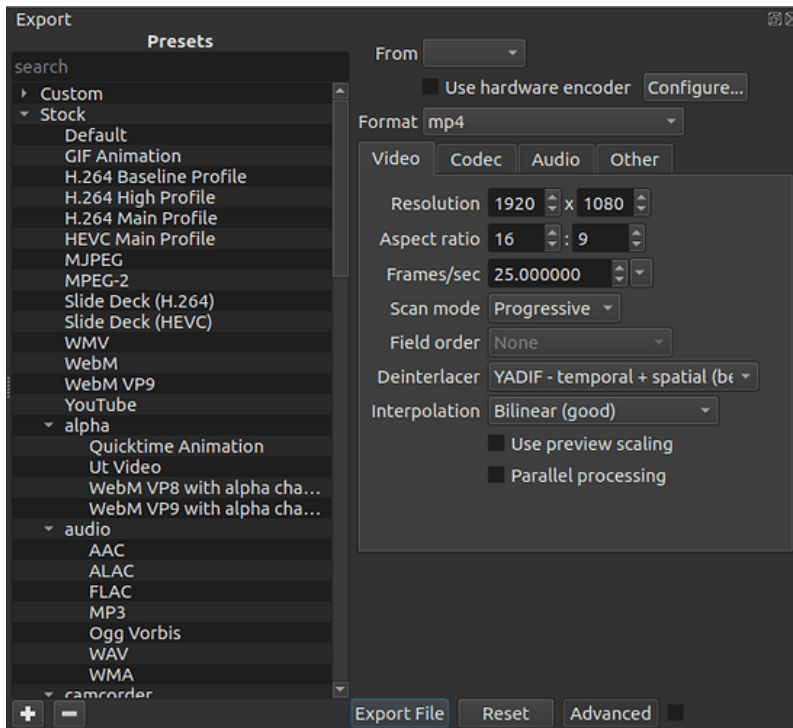 Export
Presets
search
Custom
Stock
Default
GIF Animation
H.264 Baseline Profile
H.264 High Profile
H.264 Main Profile
HEVC Main Profile
MJPEG
MPEG-2
Slide Deck (H.264)
Slide Deck (HEVC)
WMV
WebM
WebM VP9
YouTube
alpha
Quicktime Animation
Ut Video
WebM VP8 with alpha cha...
WebM VP9 with alpha cha...
audio
AAC
ALAC
FLAC
MP3
Ogg Vorbis
WAV
WMA
camcorder
From
Use hardware encoder Configure...
Format mp4
Video Codec Audio Other
Resolution 1920 x 1080
Aspect ratio 16 : 9
Frames/sec 25.000000
Scan mode Progressive
Field order None
Deinterlacer YADIF - temporal + spatial (be
Interpolation Bilinear (good)
Use preview scaling
Parallel processing
Export File Reset Advanced